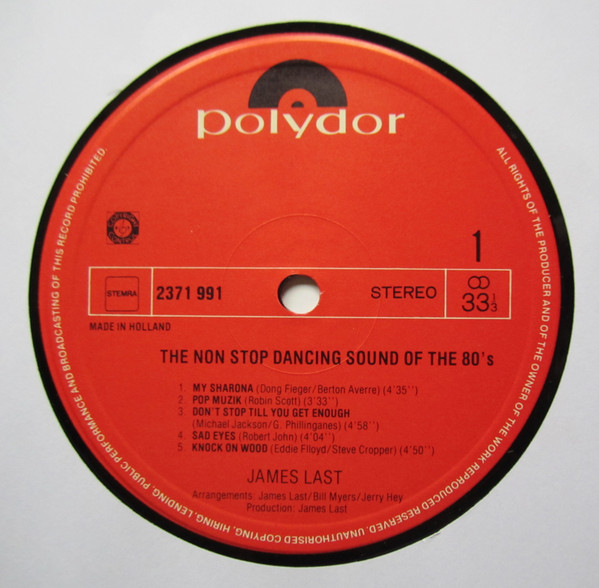 polydor
1
STEMRA
2371 991
STEREO
33 1/3
MADE IN HOLLAND
THE NON STOP DANCING SOUND OF THE 80's
1. MY SHARONA (Dong Fieger/Berton Averre) (4'35'')
2. POP MUZIK (Robin Scott) (3'33'')
3. DON'T STOP TILL YOU GET ENOUGH
(Michael Jackson/G. Phillinganes) (4'58'')
4. SAD EYES (Robert John) (4'04'')
5. KNOCK ON WOOD (Eddie Floyd/Steve Cropper) (4'50'')
JAMES LAST
Arrangements: James Last/Bill Myers/Jerry Hey
Production: James Last
ALL RIGHTS OF THE PRODUCER AND OF THE OWNER OF THE WORK REPRODUCED RESERVED. UNAUTHORISED COPYING, HIRING, LENDING, PUBLIC PERFORMANCE AND BROADCASTING OF THIS RECORD PROHIBITED.